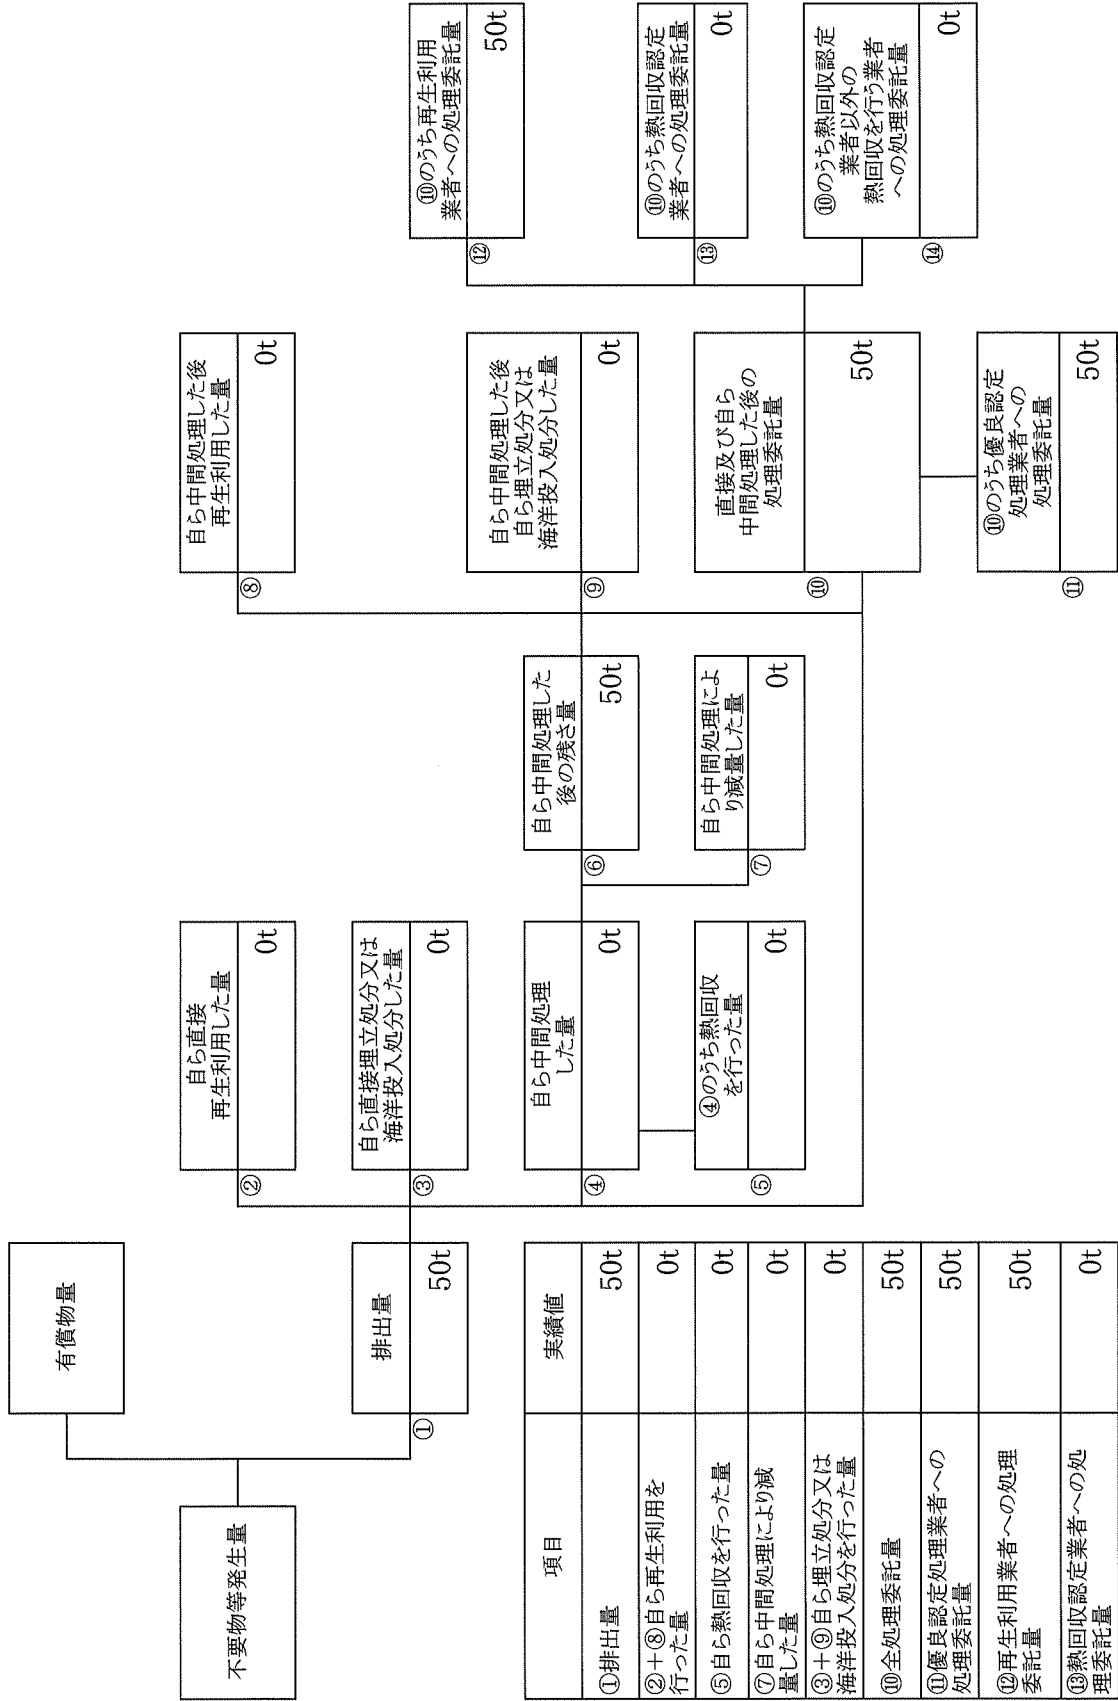 不要物等発生量
有償物量
①
排出量
50t
②
自ら直接
再生利用した量
0t
③
自ら直接埋立処分又は
海洋投入処分した量
0t
④
自ら中間処理
した量
0t
⑤
④のうち熱回収
を行った量
0t
⑥
自ら中間処理した
後の残さ量
50t
⑦
自ら中間処理によ
り減量した量
0t
⑧
自ら中間処理した後
再生利用した量
0t
⑨
自ら中間処理した後
自ら埋立処分又は
海洋投入処分した量
0t
⑩
直接及び自ら
中間処理した後の
処理委託量
50t
⑪
⑩のうち優良認定
処理業者への
処理委託量
50t
⑫
⑩のうち再生利用
業者への処理委託量
50t
⑬
⑩のうち熱回収認定
業者への処理委託量
0t
⑭
⑩のうち熱回収認定
業者以外の
熱回収を行う業者
への処理委託量
0t
項目 実績値
①排出量 50t
②+⑧自ら再生利用を
行った量 0t
⑤自ら熱回収を行った量 0t
⑦自ら中間処理により減
量した量 0t
③+⑨自ら埋立処分又は
海洋投入処分を行った量 0t
⑩全処理委託量 50t
⑪優良認定処理業者への
処理委託量 50t
⑫再生利用業者への処理
委託量 50t
⑬熱回収認定業者への処
理委託量 0t